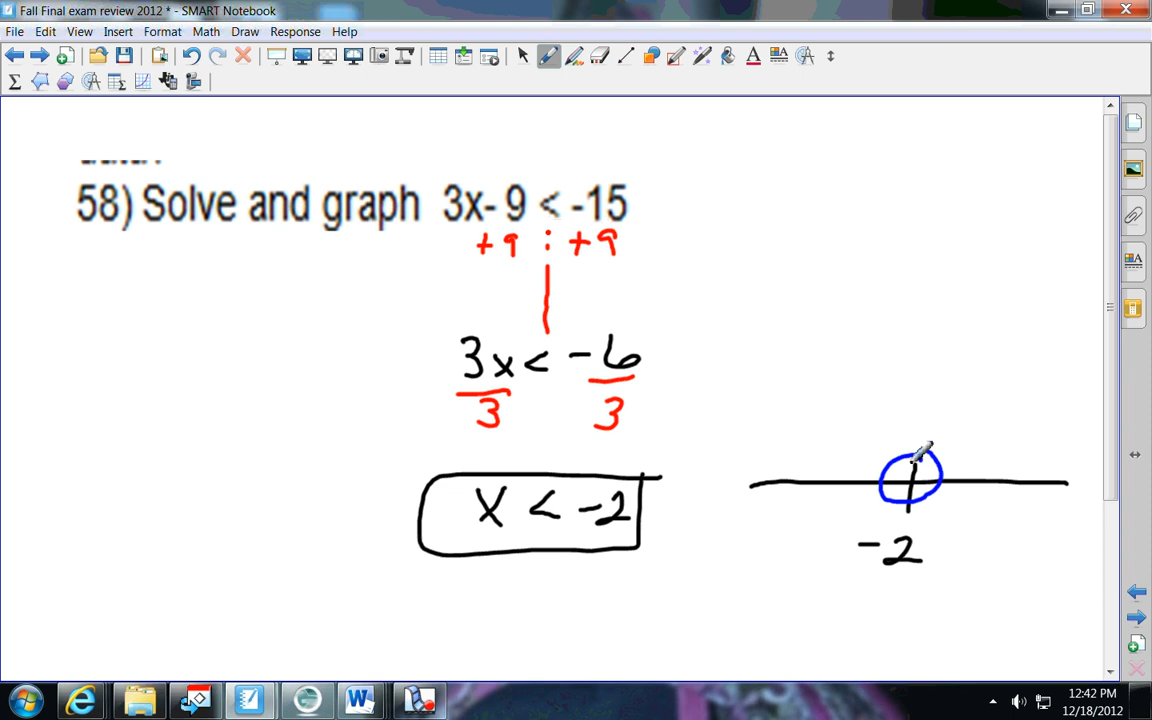 Fall Final exam review 2012 * - SMART Notebook
File Edit View Insert Format Math Draw Response Help
58) Solve and graph 3x- 9 < -15
+9 +9
3x < -6
3 3
x < -2
-2
12:42 PM
12/18/2012